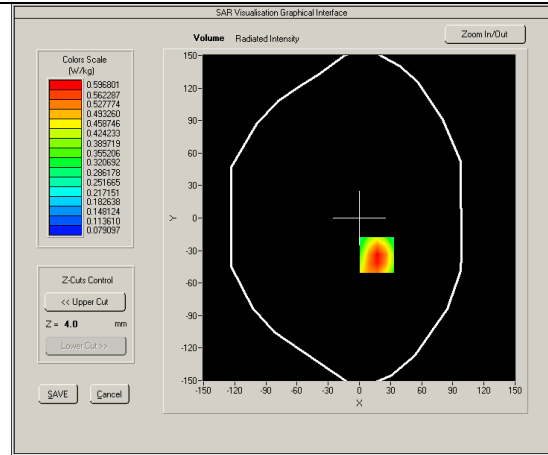 SAR Visualisation Graphical Interface
Volume Radiated Intensity
Zoom In/Out
Colors Scale
(W/kg)
0.596801
0.562287
0.527774
0.493260
0.458746
0.424233
0.389719
0.355206
0.320692
0.286178
0.251665
0.217151
0.182638
0.148124
0.113610
0.079097
Z-Cuts Control
<< Upper Cut
Z = 4.0 mm
Lower Cut >>
SAVE Cancel
150
120
90
60
30
0
-30
-60
-90
-120
-150
Y
-150 -120 -90 -60 -30 0 30 60 90 120 150
X